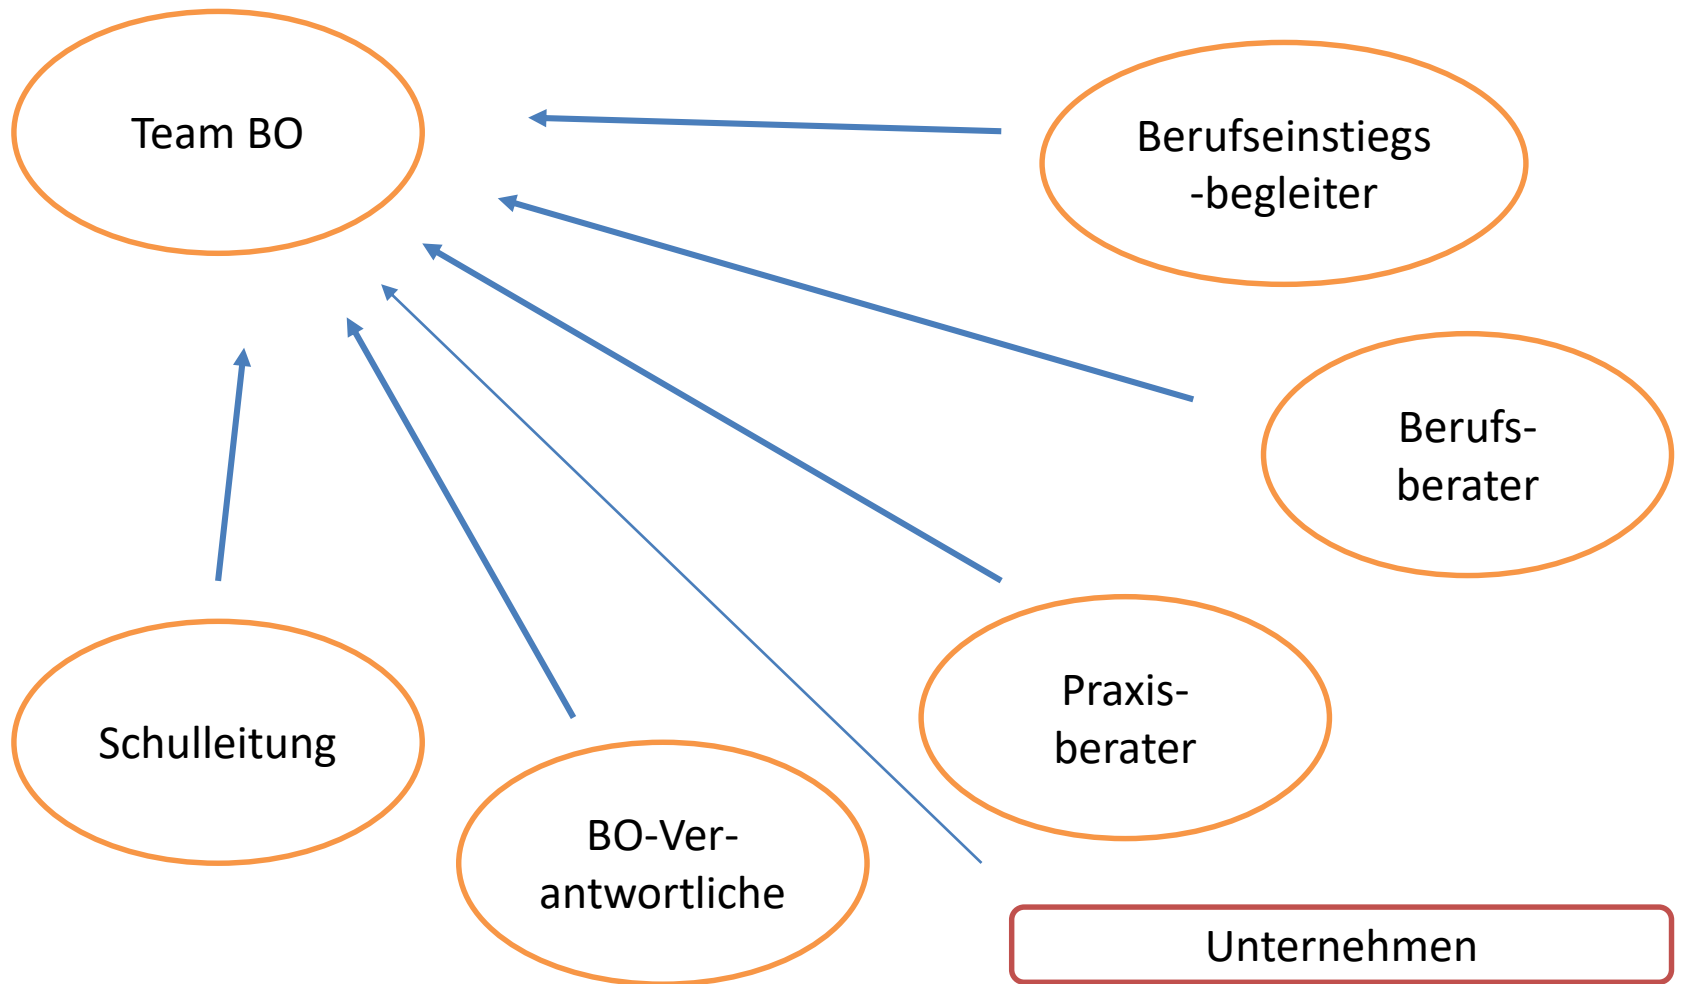 Team BO
Berufseinstiegs
-begleiter
Berufs-
berater
Praxis-
berater
Schulleitung
BO-Ver-
antwortliche
Unternehmen